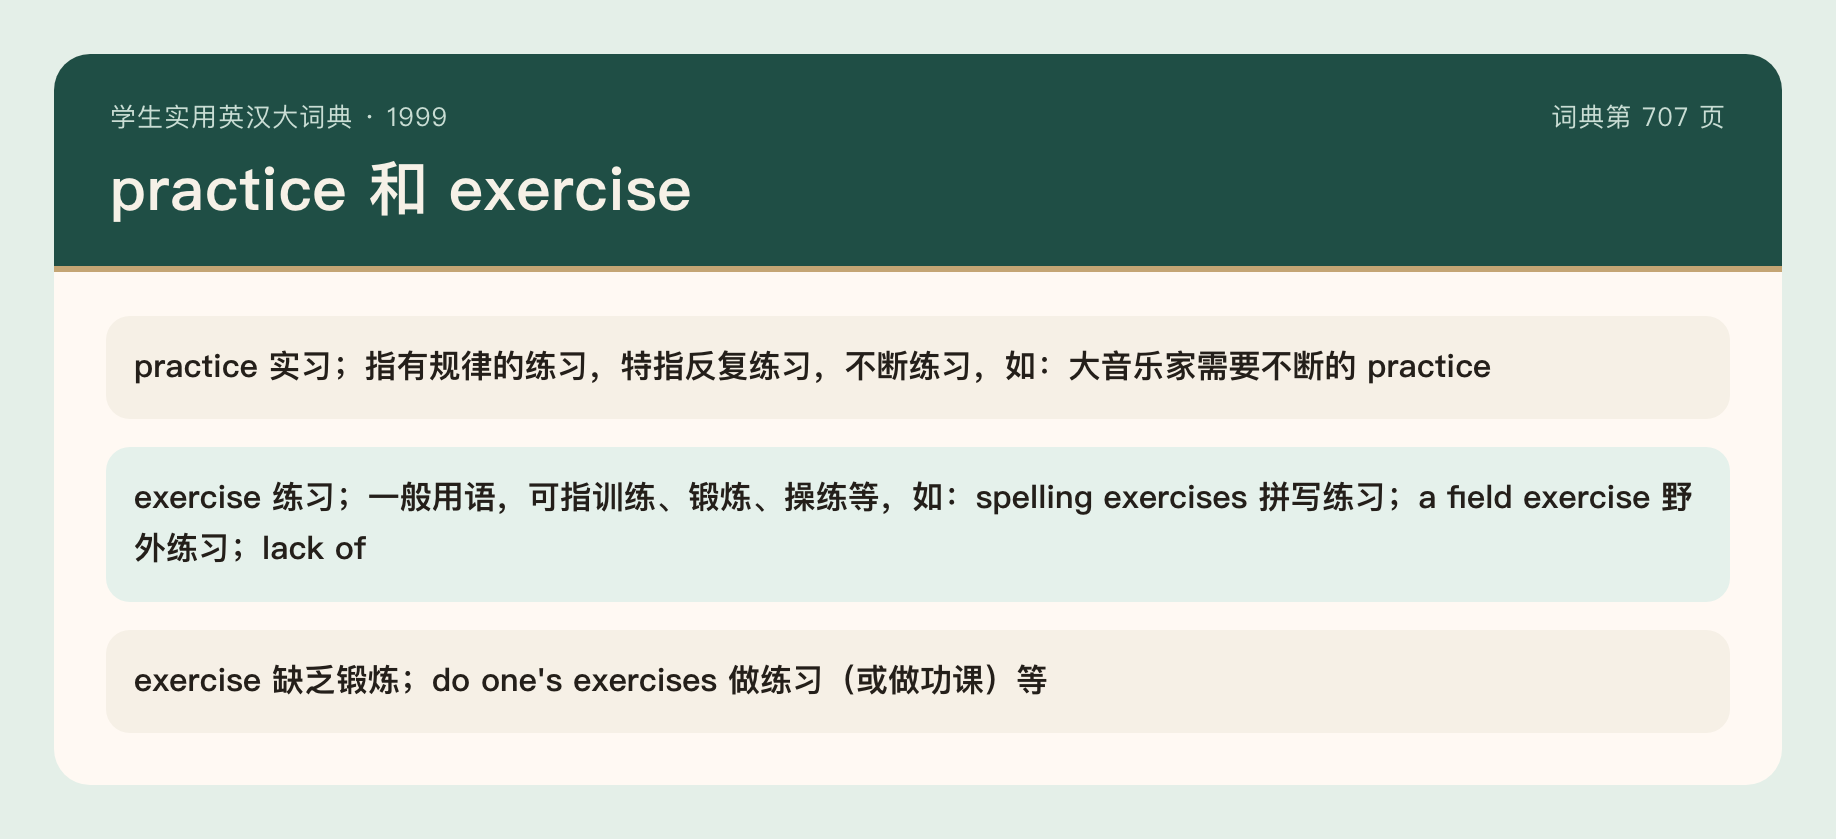 学生实用英汉大词典 · 1999
词典第 707 页
practice 和 exercise
practice 实习；指有规律的练习，特指反复练习，不断练习，如：大音乐家需要不断的 practice
exercise 练习；一般用语，可指训练、锻炼、操练等，如：spelling exercises 拼写练习；a field exercise 野
外练习；lack of
exercise 缺乏锻炼；do one's exercises 做练习（或做功课）等